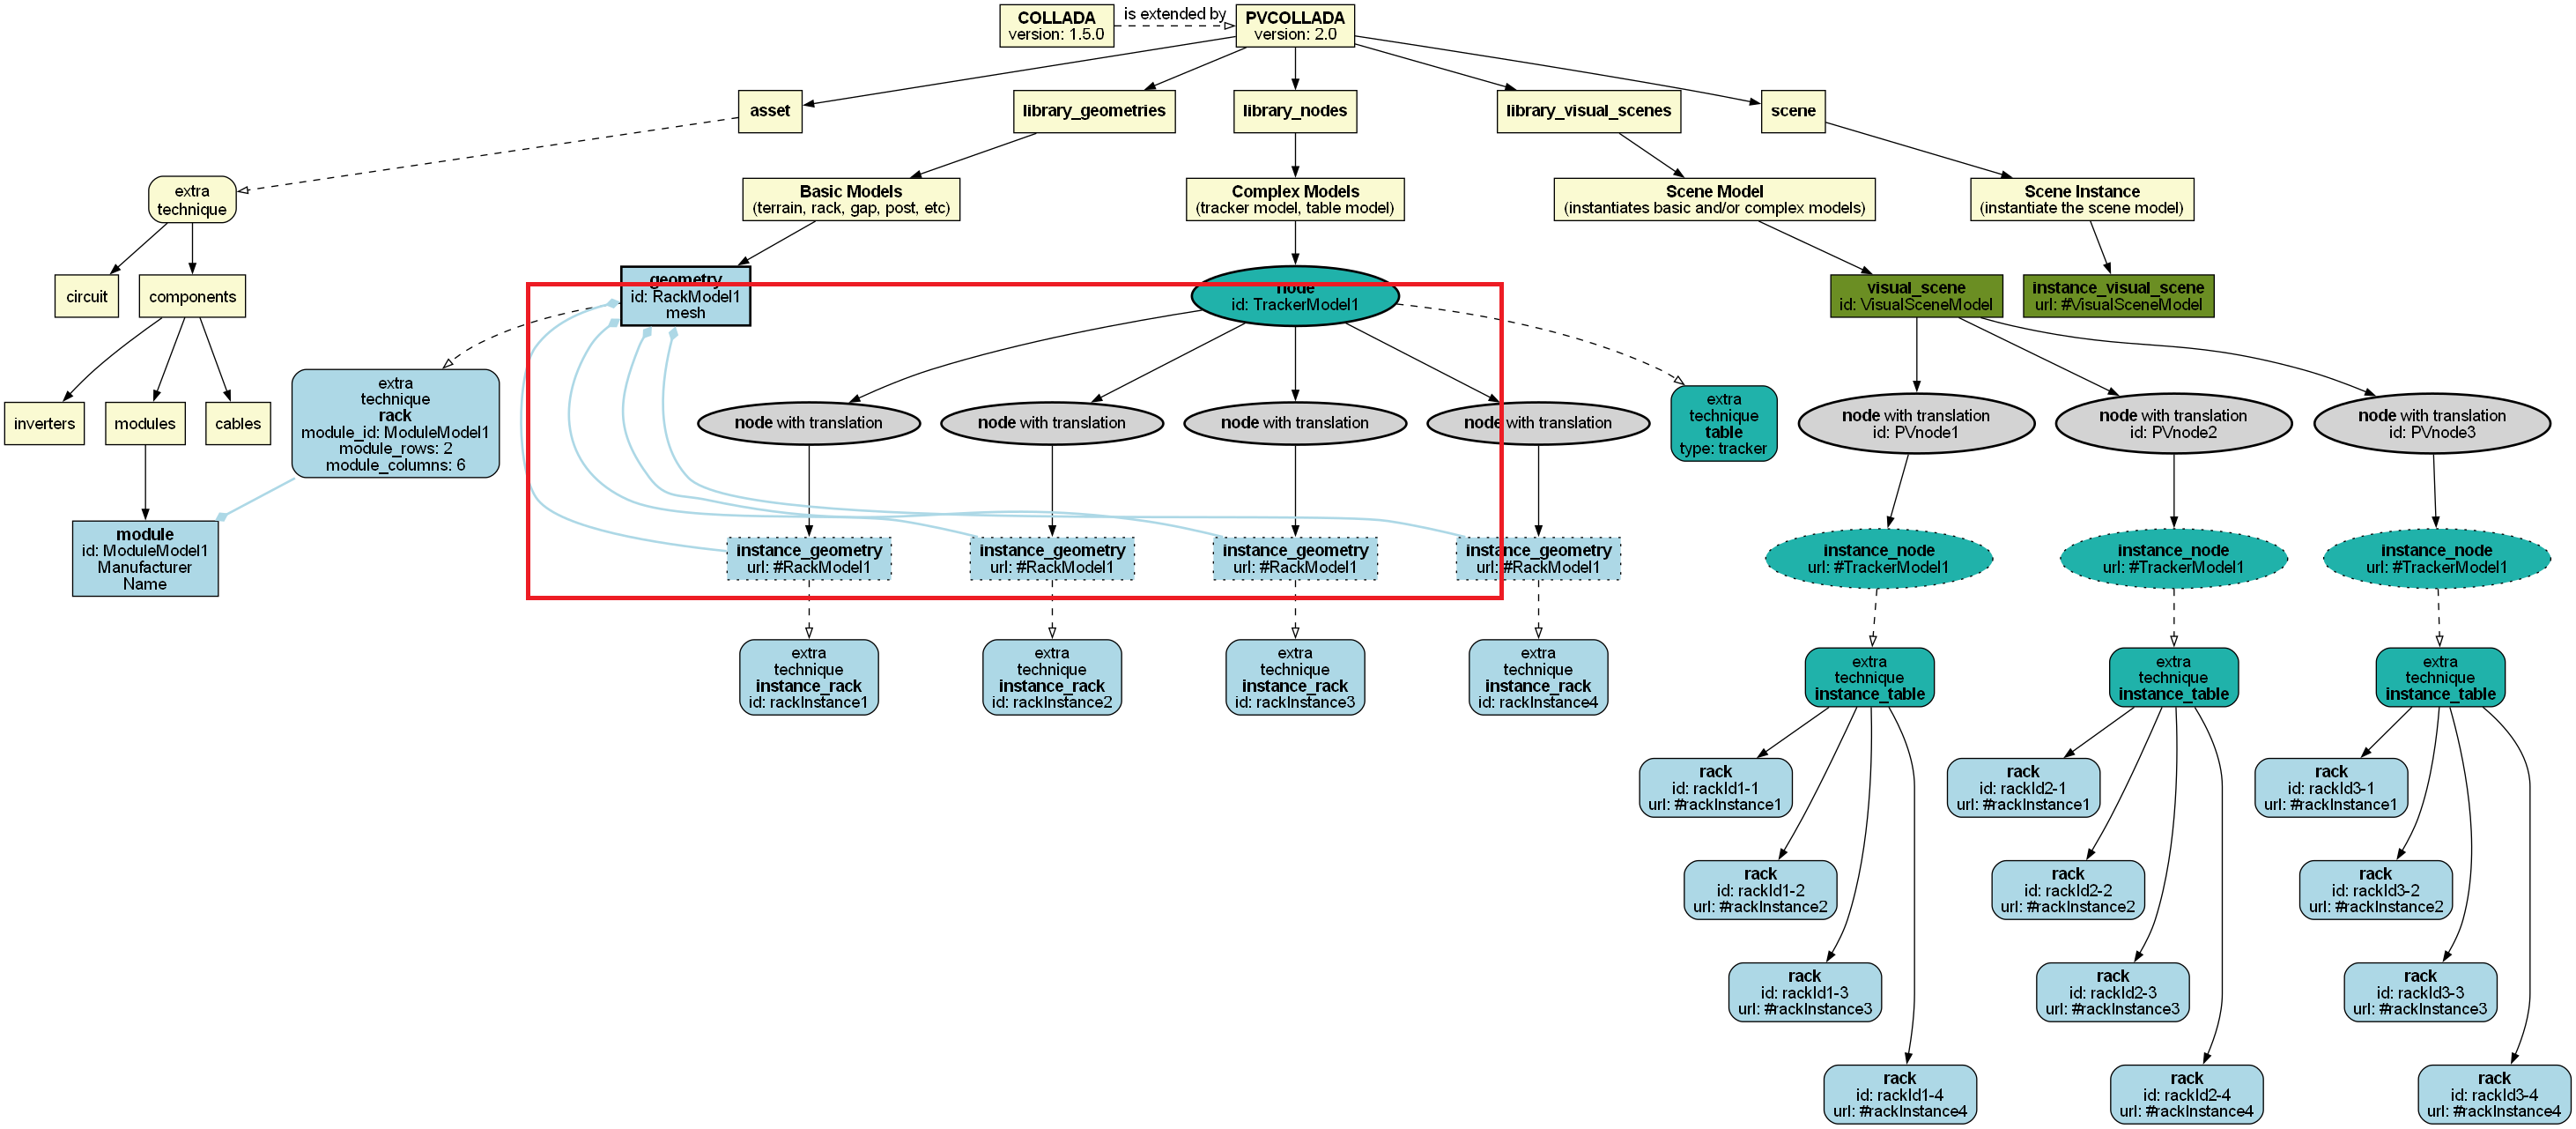 COLLADA
version: 1.5.0
is extended by
PVCOLLADA
version: 2.0
asset
library_geometries
library_nodes
library_visual_scenes
scene
extra
technique
Basic Models
(terrain, rack, gap, post, etc)
Complex Models
(tracker model, table model)
Scene Model
(instantiates basic and/or complex models)
Scene Instance
(instantiate the scene model)
circuit
components
geometry
id: RackModel1
mesh
node
id: TrackerModel1
visual_scene
id: VisualSceneModel
instance_visual_scene
url: #VisualSceneModel
inverters
modules
cables
extra
technique
rack
module_id: ModuleModel1
module_rows: 2
module_columns: 6
node with translation
node with translation
node with translation
node with translation
extra
technique
table
type: tracker
node with translation
id: PVnode1
node with translation
id: PVnode2
node with translation
id: PVnode3
module
id: ModuleModel1
Manufacturer
Name
instance_geometry
url: #RackModel1
instance_geometry
url: #RackModel1
instance_geometry
url: #RackModel1
instance_geometry
url: #RackModel1
instance_node
url: #TrackerModel1
instance_node
url: #TrackerModel1
instance_node
url: #TrackerModel1
extra
technique
instance_rack
id: rackInstance1
extra
technique
instance_rack
id: rackInstance2
extra
technique
instance_rack
id: rackInstance3
extra
technique
instance_rack
id: rackInstance4
extra
technique
instance_table
extra
technique
instance_table
extra
technique
instance_table
rack
id: rackId1-1
url: #rackInstance1
rack
id: rackId2-1
url: #rackInstance1
rack
id: rackId3-1
url: #rackInstance1
rack
id: rackId1-2
url: #rackInstance2
rack
id: rackId2-2
url: #rackInstance2
rack
id: rackId3-2
url: #rackInstance2
rack
id: rackId1-3
url: #rackInstance3
rack
id: rackId2-3
url: #rackInstance3
rack
id: rackId3-3
url: #rackInstance3
rack
id: rackId1-4
url: #rackInstance4
rack
id: rackId2-4
url: #rackInstance4
rack
id: rackId3-4
url: #rackInstance4